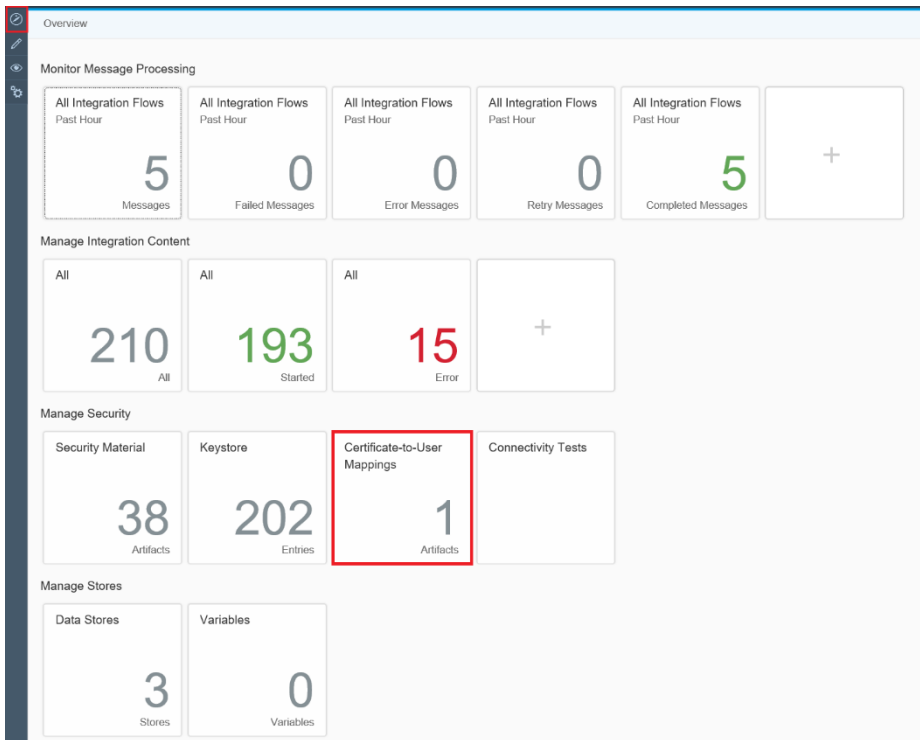 Overview
Monitor Message Processing
All Integration Flows
Past Hour
5
Messages
All Integration Flows
Past Hour
0
Failed Messages
All Integration Flows
Past Hour
0
Error Messages
All Integration Flows
Past Hour
0
Retry Messages
All Integration Flows
Past Hour
5
Completed Messages
+
Manage Integration Content
All
210
All
All
193
Started
All
15
Error
+
Manage Security
Security Material
38
Artifacts
Keystore
202
Entries
Certificate-to-User
Mappings
1
Artifacts
Connectivity Tests
Manage Stores
Data Stores
3
Stores
Variables
0
Variables